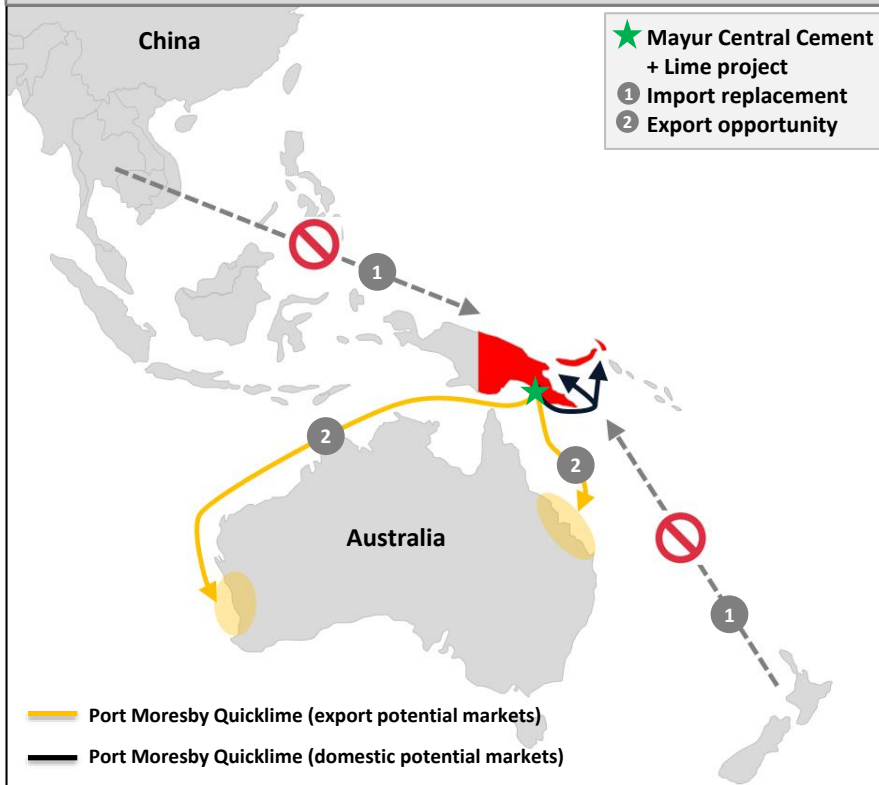 China
Mayur Central Cement
+ Lime project
1 Import replacement
2 Export opportunity
1
2
2
Australia
1
Port Moresby Quicklime (export potential markets)
Port Moresby Quicklime (domestic potential markets)